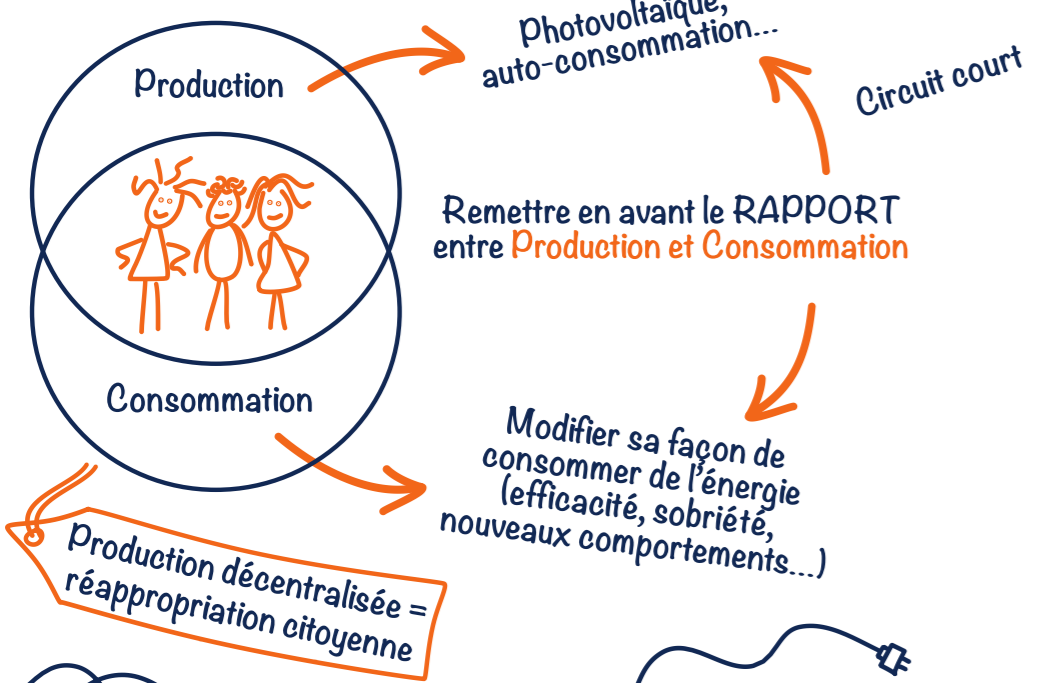 Photovoltaïque,
auto-consommation...
Production
Circuit court
Remettre en avant le RAPPORT
entre Production et Consommation
Consommation
Modifier sa façon de
consommer de l'énergie
(efficacité, sobriété,
nouveaux comportements...)
Production décentralisée =
réappropriation citoyenne